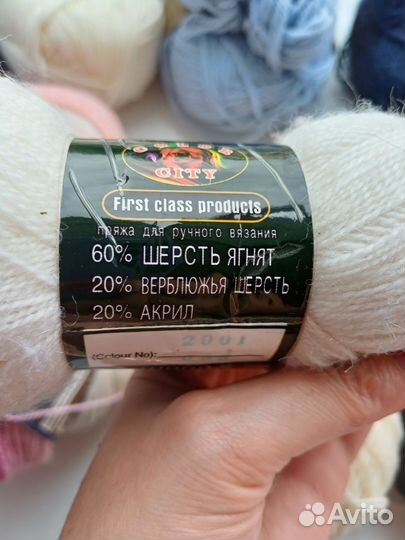 COLOR
CITY
First class products
пряжа для ручного вязания
60% ШЕРСТЬ ЯГНЯТ
20% ВЕРБЛЮЖЬЯ ШЕРСТЬ
20% АКРИЛ
2001
(Colour No):
Avito